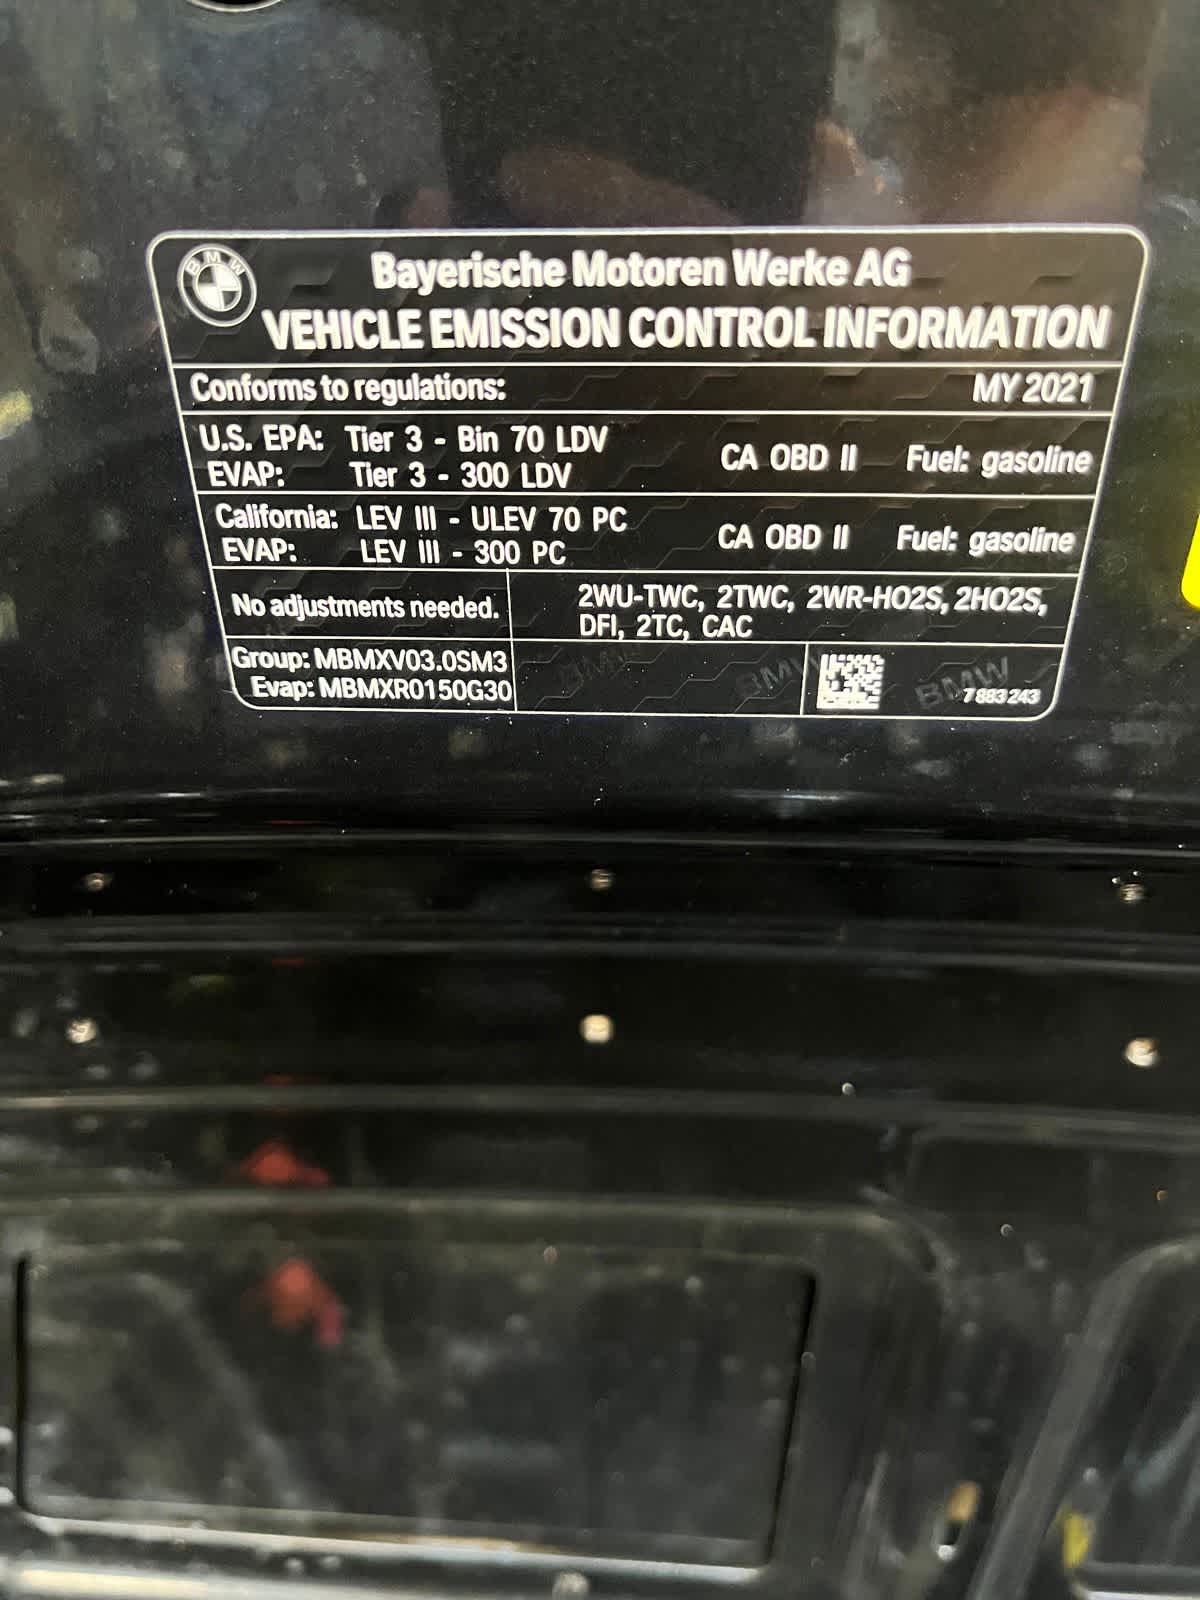 BMW
Bayerische Motoren Werke AG
VEHICLE EMISSION CONTROL INFORMATION
Conforms to regulations: MY 2021
U.S. EPA: Tier 3 - Bin 70 LDV
EVAP: Tier 3 - 300 LDV
CA OBD II Fuel: gasoline
California: LEV III - ULEV 70 PC
EVAP: LEV III - 300 PC
CA OBD II Fuel: gasoline
No adjustments needed.
2WU-TWC, 2TWC, 2WR-HO2S, 2HO2S,
DFI, 2TC, CAC
Group: MBMXV03.0SM3
Evap: MBMXR0150G30
BMW
BMW
BMW
7 883 243